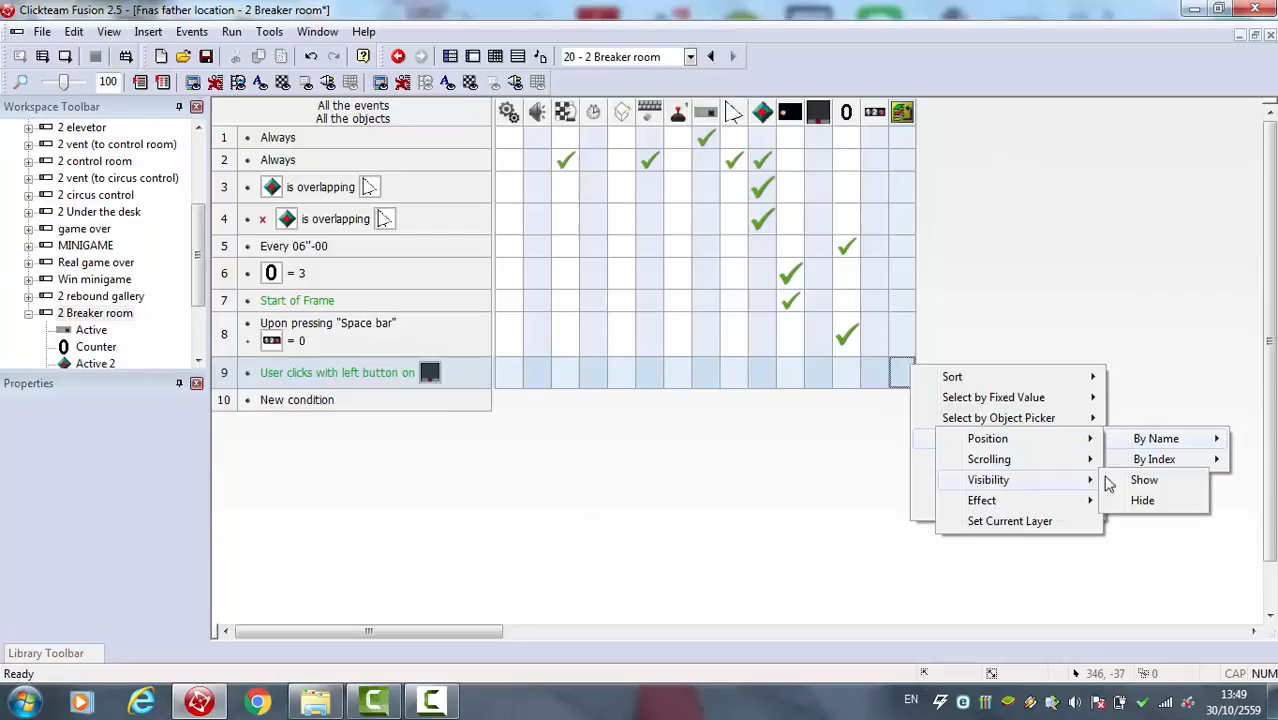 Clickteam Fusion 2.5 - [Fnas father location - 2 Breaker room*]
File Edit View Insert Events Run Tools Window Help
20 - 2 Breaker room
100
Workspace Toolbar
2 elevetor
2 vent (to control room)
2 control room
2 vent (to circus control)
2 circus control
2 Under the desk
game over
MINIGAME
Real game over
Win minigame
2 rebound gallery
2 Breaker room
Active
Counter
Active 2
Properties
Library Toolbar
Ready
All the events
All the objects
1 Always
2 Always
3 is overlapping
4 x is overlapping
5 Every 06"-00
6 0 = 3
7 Start of Frame
8 Upon pressing "Space bar"
= 0
9 User clicks with left button on
10 New condition
0
Sort
Select by Fixed Value
Select by Object Picker
Position
Scrolling
Visibility
Effect
Set Current Layer
By Name
By Index
Show
Hide
346, -37
0
CAP NUM
EN
13:49
30/10/2559